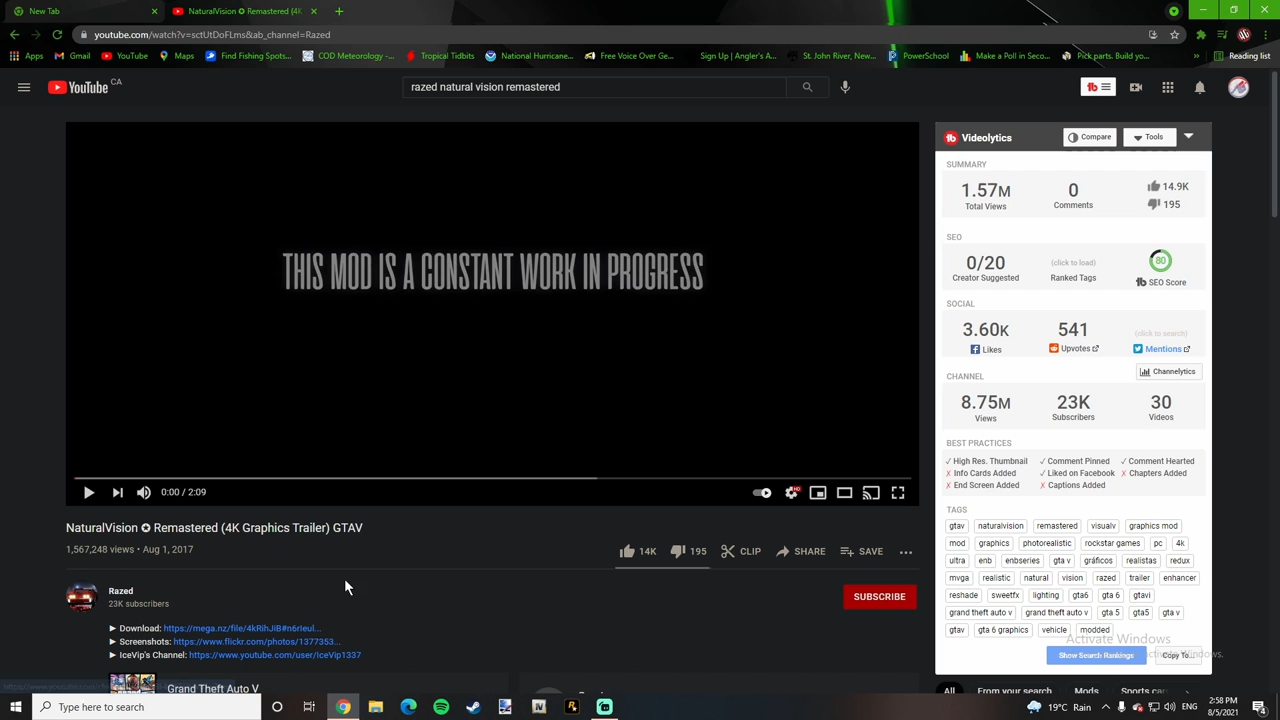 New Tab
NaturalVision ✪ Remastered (4K
youtube.com/watch?v=sctUtDoFLms&ab_channel=Razed
Apps
Gmail
YouTube
Maps
Find Fishing Spots...
COD Meteorology -...
Tropical Tidbits
National Hurricane...
Free Voice Over Ge...
Sign Up | Angler's A...
St. John River, New...
PowerSchool
Make a Poll in Seco...
Pick parts. Build yo...
»
Reading list
YouTube CA
razed natural vision remastered
THIS MOD IS A CONSTANT WORK IN PROGRESS
0:00 / 2:09
NaturalVision ✪ Remastered (4K Graphics Trailer) GTAV
1,567,248 views • Aug 1, 2017
14K
195
CLIP
SHARE
SAVE
Razed
23K subscribers
SUBSCRIBE
► Download: https://mega.nz/file/4kRihJiB#n6rIeul...
► Screenshots: https://www.flickr.com/photos/1377353...
► IceVip's Channel: https://www.youtube.com/user/IceVip1337
Grand Theft Auto V
Videolytics
Compare
Tools
SUMMARY
1.57M
Total Views
0
Comments
14.9K
195
SEO
0/20
Creator Suggested
(click to load)
Ranked Tags
80
SEO Score
SOCIAL
3.60K
Likes
541
Upvotes
(click to search)
Mentions
CHANNEL
Channelytics
8.75M
Views
23K
Subscribers
30
Videos
BEST PRACTICES
✓ High Res. Thumbnail
✓ Comment Pinned
✓ Comment Hearted
✗ Info Cards Added
✓ Liked on Facebook
✗ Chapters Added
✗ End Screen Added
✗ Captions Added
TAGS
gtav naturalvision remastered visualv graphics mod
mod graphics photorealistic rockstar games pc 4k
ultra enb enbseries gta v gráficos realistas redux
mvga realistic natural vision razed trailer enhancer
reshade sweetfx lighting gta6 gta 6 gtavi
grand theft auto v grand theft auto v gta 5 gta5 gta v
gtav gta 6 graphics vehicle modded
Activate Windows
Show Search Rankings
Copy To...
All
From your search
Mods
Sports car
Type here to search
19°C Rain
ENG
2:58 PM
8/5/2021
4